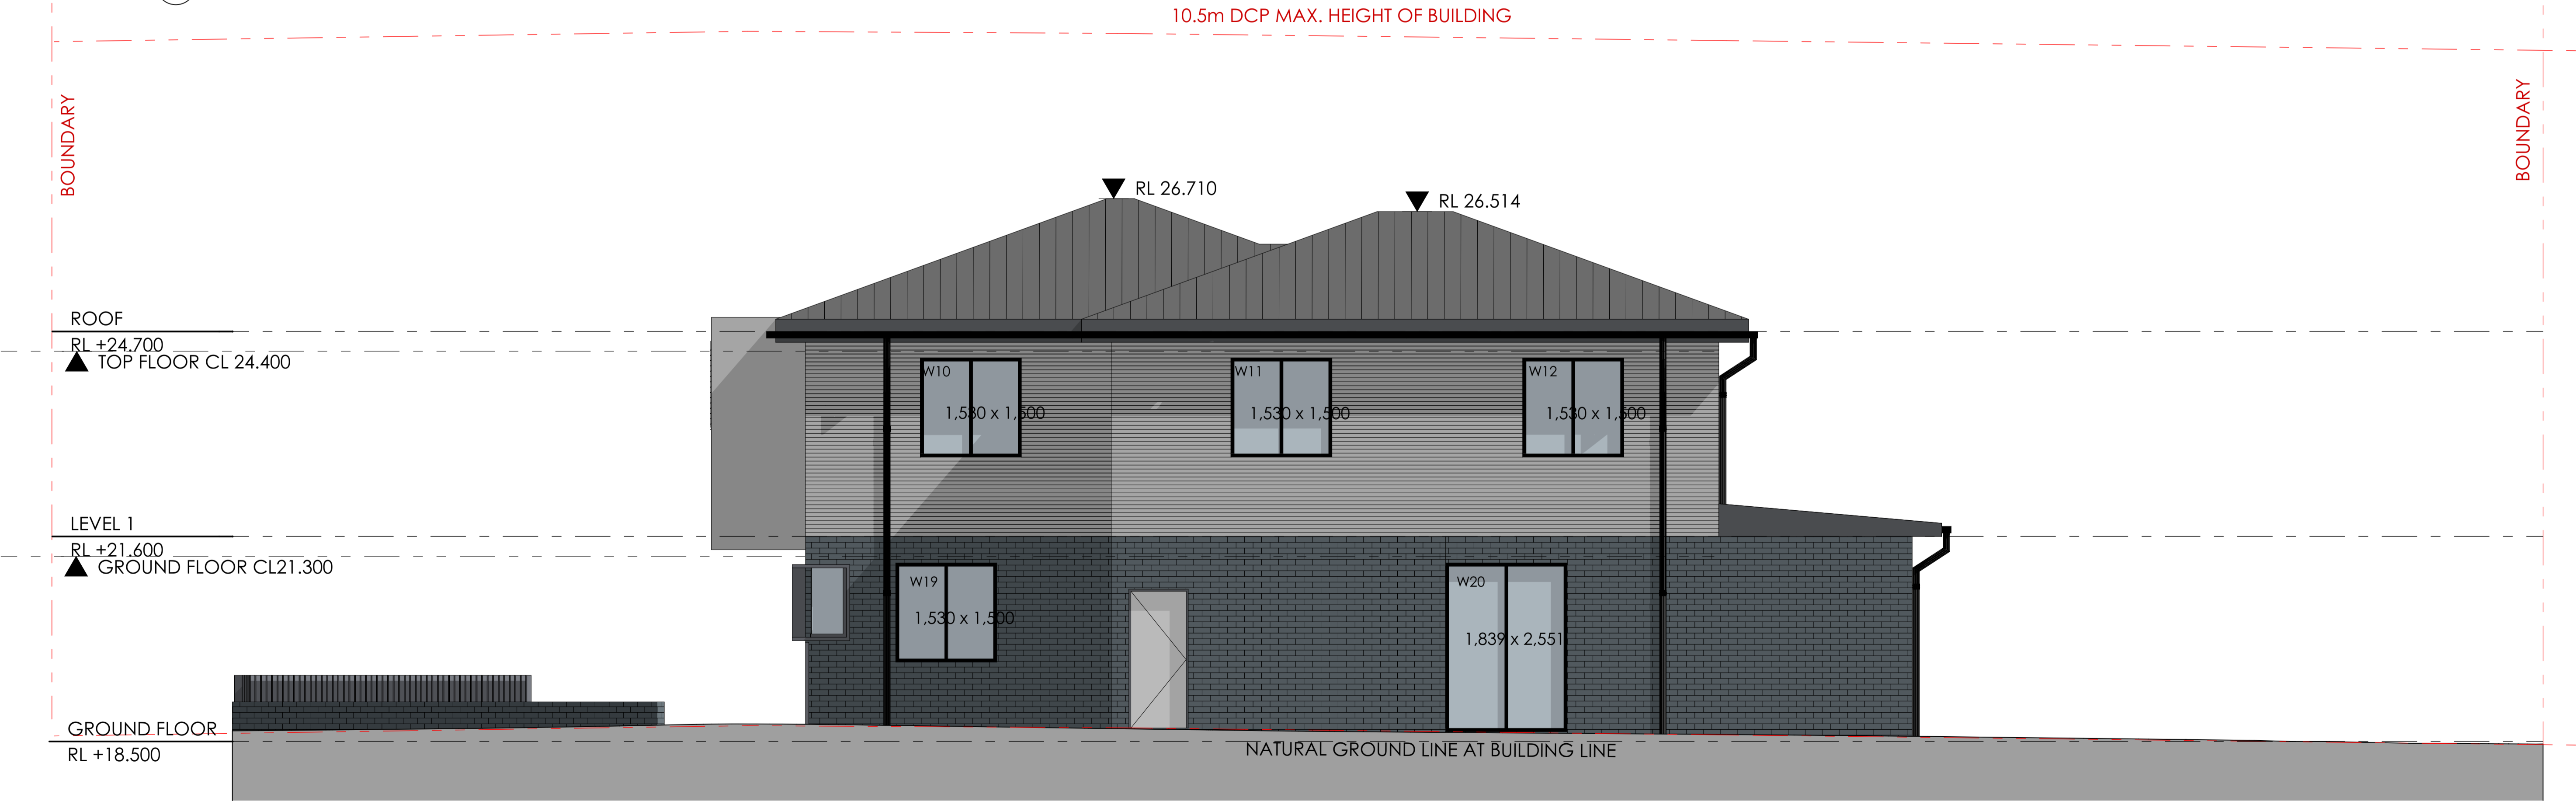 10.5m DCP MAX. HEIGHT OF BUILDING
BOUNDARY
BOUNDARY
RL 26.710
RL 26.514
ROOF
RL +24.700
TOP FLOOR CL 24.400
W10
1,530 x 1,500
W11
1,530 x 1,500
W12
1,530 x 1,500
LEVEL 1
RL +21.600
GROUND FLOOR CL21.300
W19
1,530 x 1,500
W20
1,839 x 2,551
GROUND FLOOR
RL +18.500
NATURAL GROUND LINE AT BUILDING LINE